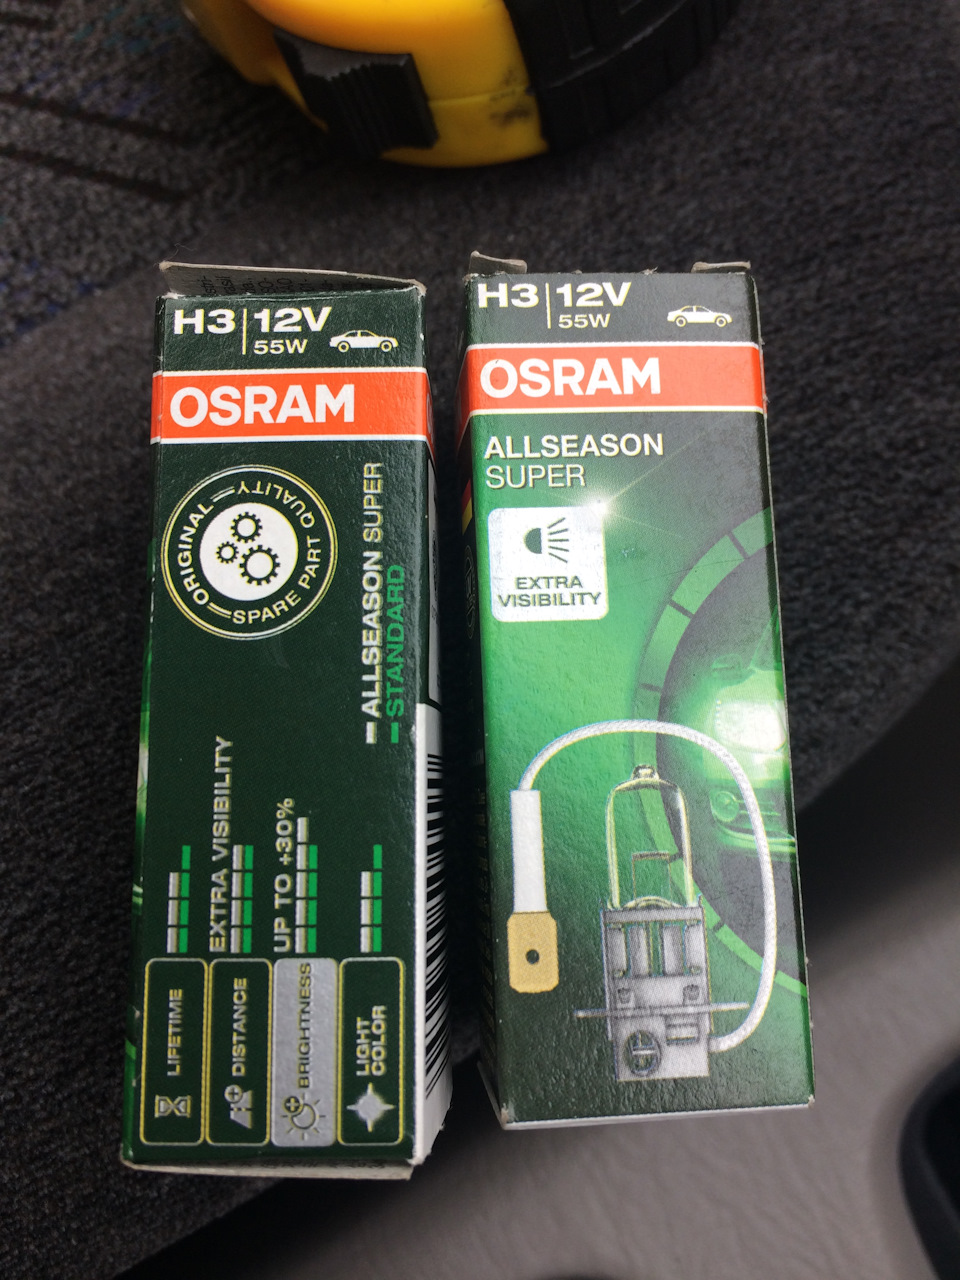 H3 12V
55W
OSRAM
ORIGINAL
SPARE PART QUALITY
ALLSEASON SUPER
STANDARD
EXTRA VISIBILITY
UP TO +30%
LIFETIME
DISTANCE
BRIGHTNESS
LIGHT
COLOR
H3 12V
55W
OSRAM
ALLSEASON
SUPER
EXTRA
VISIBILITY